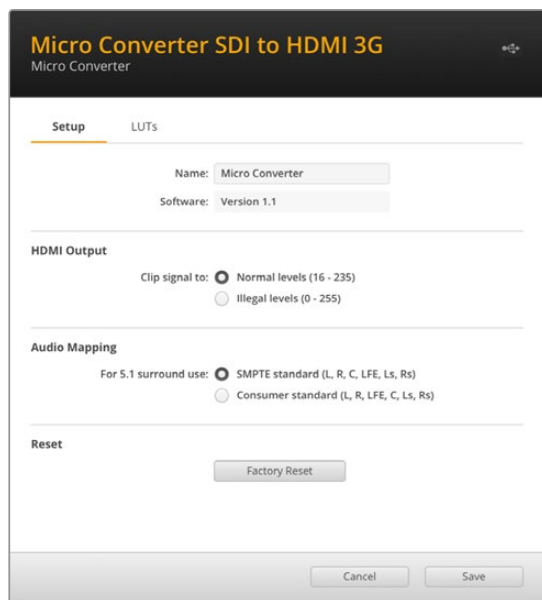 Micro Converter SDI to HDMI 3G
Micro Converter
Setup LUTs
Name: Micro Converter
Software: Version 1.1
HDMI Output
Clip signal to: Normal levels (16 - 235)
Illegal levels (0 - 255)
Audio Mapping
For 5.1 surround use: SMPTE standard (L, R, C, LFE, Ls, Rs)
Consumer standard (L, R, LFE, C, Ls, Rs)
Reset
Factory Reset
Cancel Save